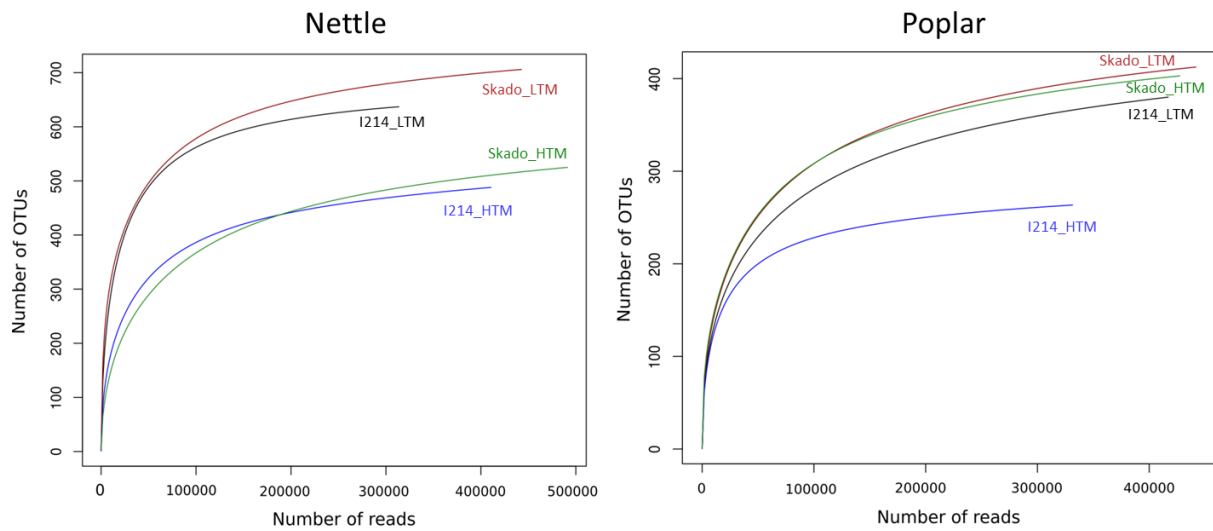 Nettle
Number of OTUs
700
600
500
400
300
200
100
0
Skado_LTM
I214_LTM
Skado_HTM
I214_HTM
0 100000 200000 300000 400000 500000
Number of reads
Poplar
Number of OTUs
400
300
200
100
0
Skado_LTM
Skado_HTM
I214_LTM
I214_HTM
0 100000 200000 300000 400000
Number of reads